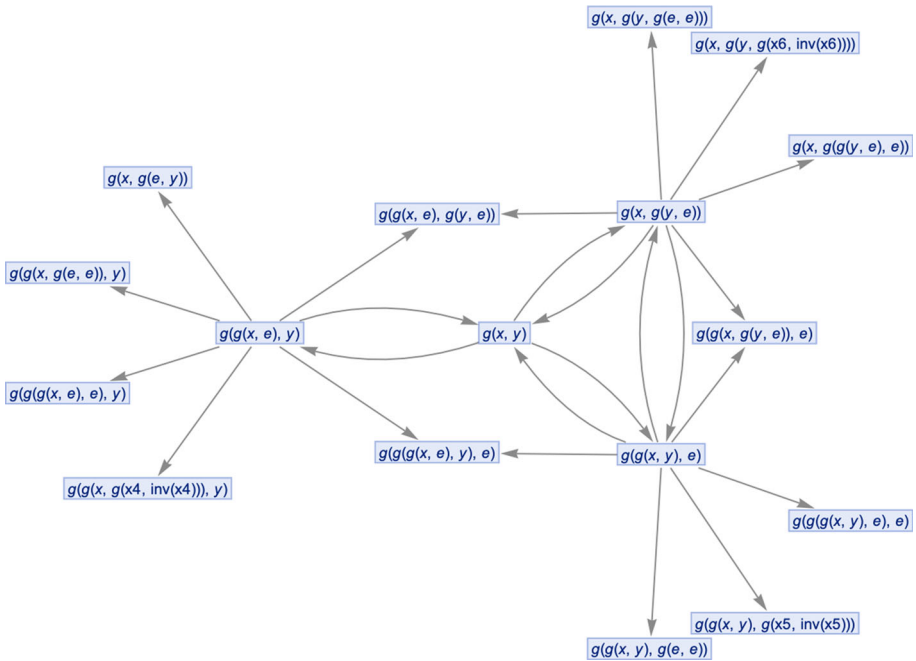 g(x, g(y, g(e, e)))
g(x, g(y, g(x6, inv(x6))))
g(x, g(g(y, e), e))
g(x, g(e, y))
g(g(x, e), g(y, e))
g(x, g(y, e))
g(g(x, g(e, e)), y)
g(g(x, e), y)
g(x, y)
g(g(x, g(y, e)), e)
g(g(g(x, e), e), y)
g(g(g(x, e), y), e)
g(g(x, y), e)
g(g(x, g(x4, inv(x4))), y)
g(g(g(x, y), e), e)
g(g(x, y), g(x5, inv(x5)))
g(g(x, y), g(e, e))